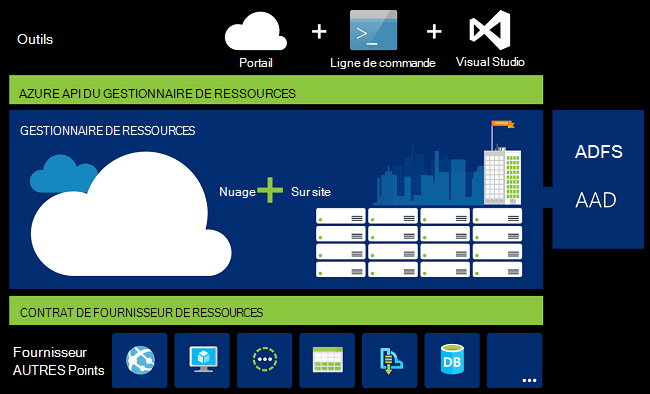 Outils
Portail
Ligne de commande
Visual Studio
AZURE API DU GESTIONNAIRE DE RESSOURCES
GESTIONNAIRE DE RESSOURCES
Nuage
Sur site
ADFS
AAD
CONTRAT DE FOURNISSEUR DE RESSOURCES
Fournisseur
AUTRES Points
DB